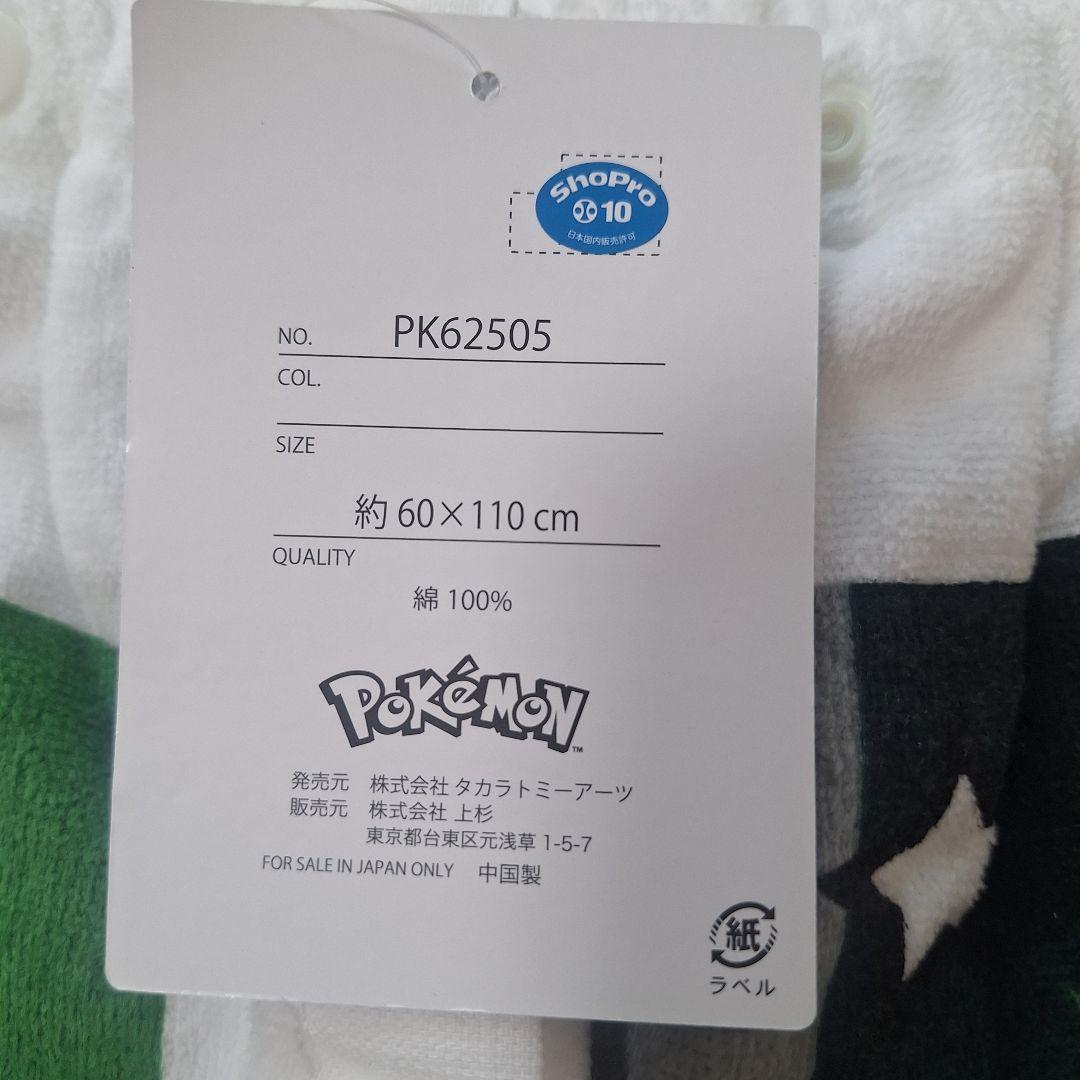 ShoPro
10
日本国内販売許可
NO. PK62505
COL.
SIZE
約 60×110 cm
QUALITY
綿 100%
POKéMON™
発売元 株式会社 タカラトミーアーツ
販売元 株式会社 上杉
東京都台東区元浅草 1-5-7
FOR SALE IN JAPAN ONLY 中国製
紙
ラベル